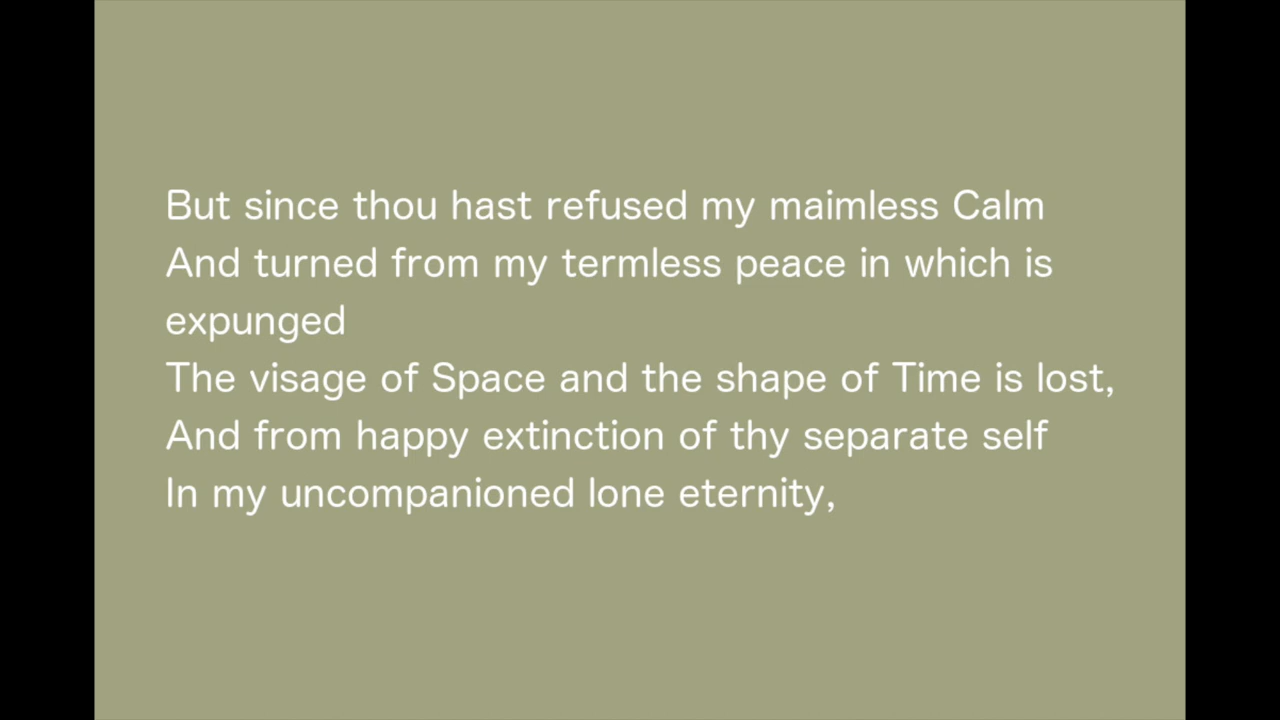 But since thou hast refused my maimless Calm
And turned from my termless peace in which is
expunged
The visage of Space and the shape of Time is lost,
And from happy extinction of thy separate self
In my uncompanioned lone eternity,